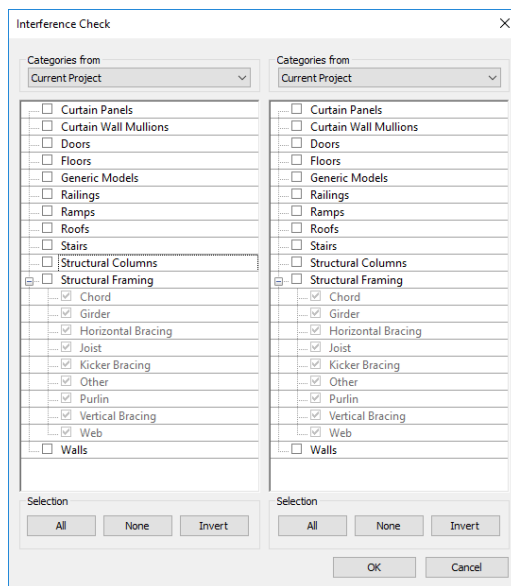 Interference Check
Categories from
Current Project
Curtain Panels
Curtain Wall Mullions
Doors
Floors
Generic Models
Railings
Ramps
Roofs
Stairs
Structural Columns
Structural Framing
Chord
Girder
Horizontal Bracing
Joist
Kicker Bracing
Other
Purlin
Vertical Bracing
Web
Walls
Selection
All None Invert
Categories from
Current Project
Curtain Panels
Curtain Wall Mullions
Doors
Floors
Generic Models
Railings
Ramps
Roofs
Stairs
Structural Columns
Structural Framing
Chord
Girder
Horizontal Bracing
Joist
Kicker Bracing
Other
Purlin
Vertical Bracing
Web
Walls
Selection
All None Invert
OK Cancel